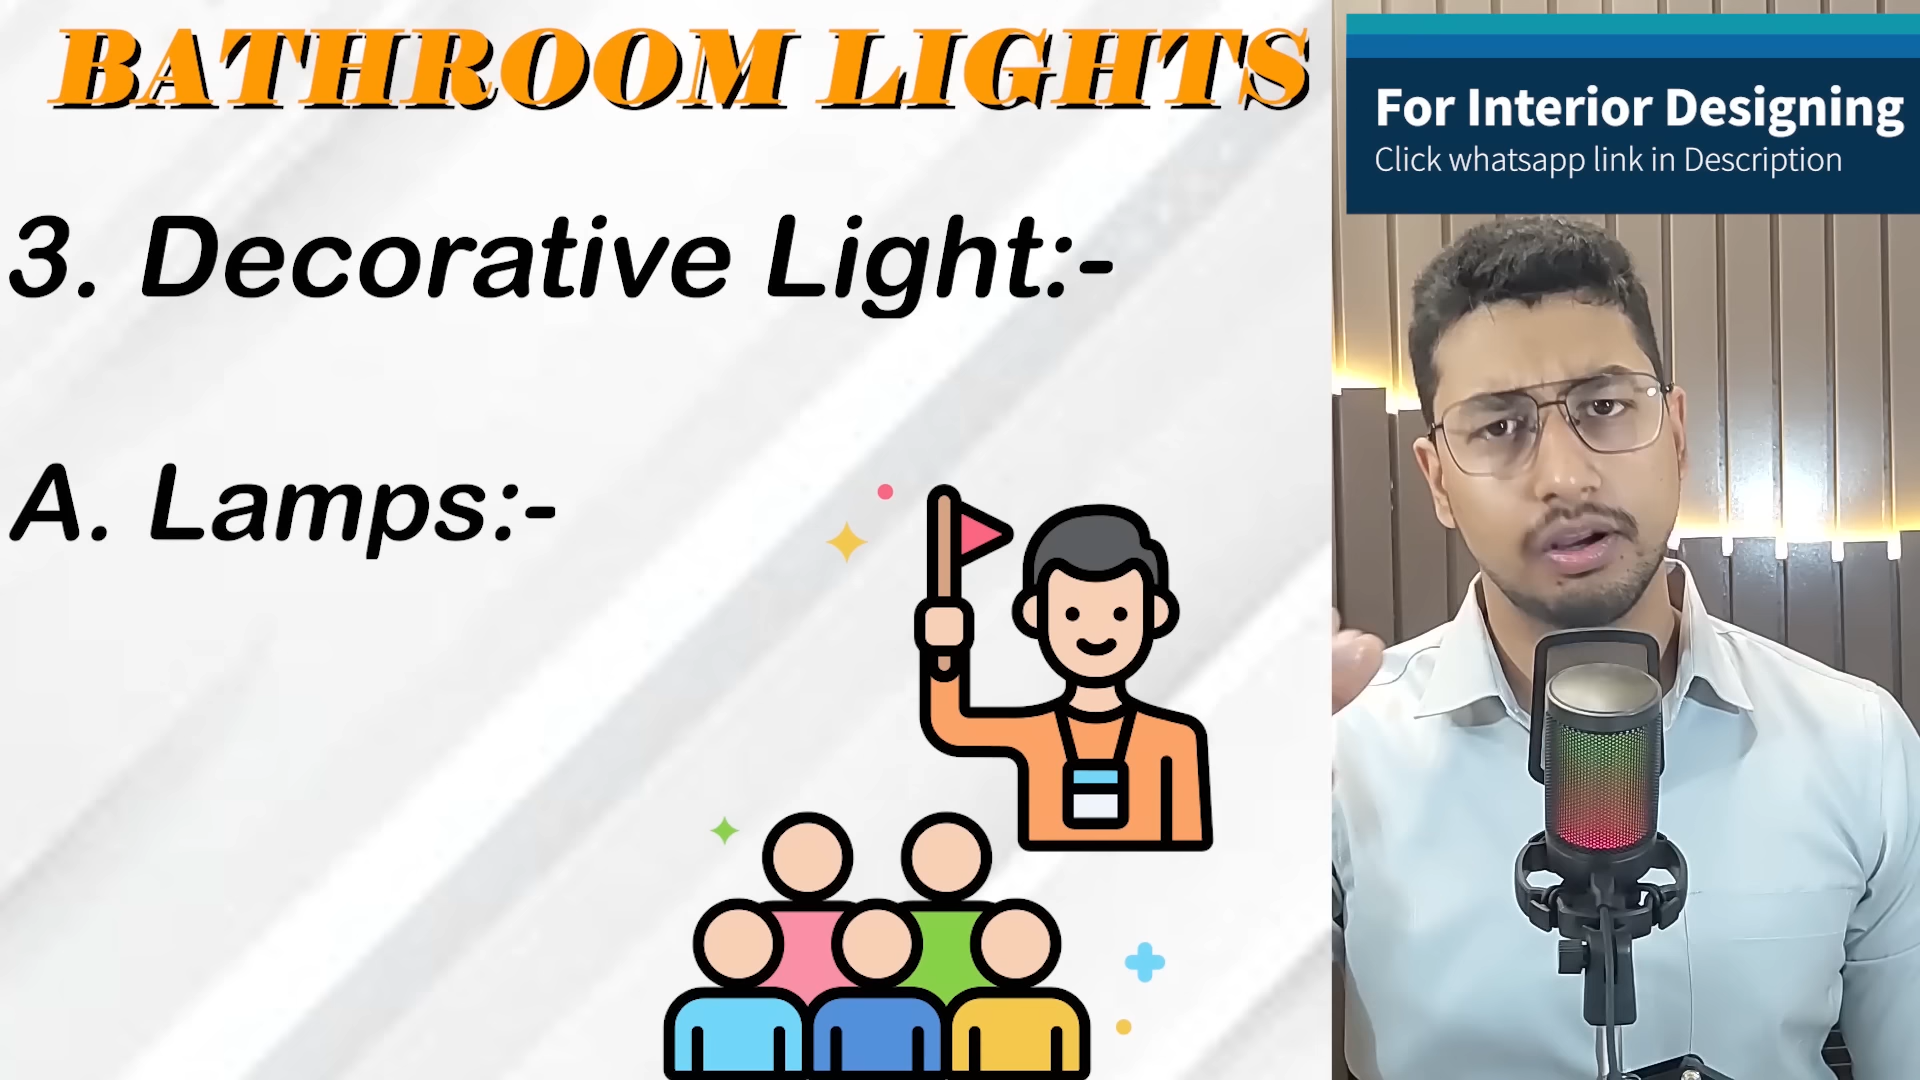 BATHROOM LIGHTS
3. Decorative Light:-
A. Lamps:-
For Interior Designing
Click whatsapp link in Description